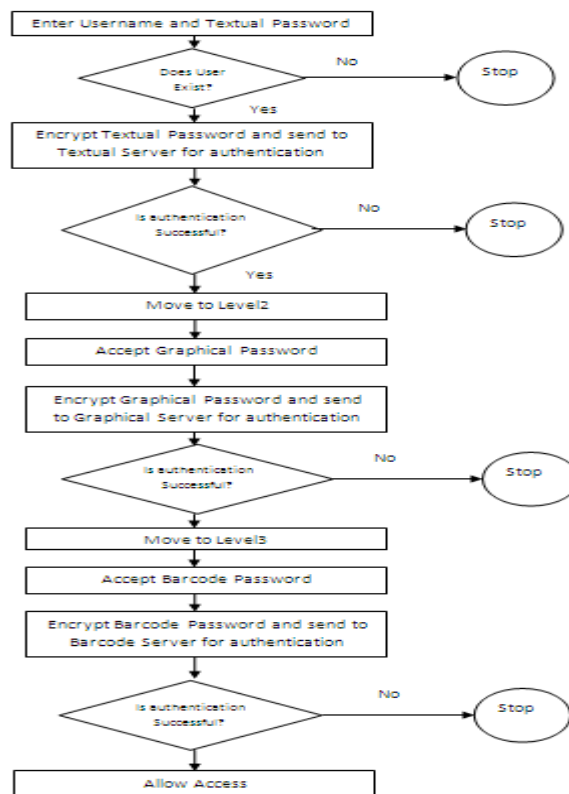 Enter Username and Textual Password
Does User
Exist?
No
Stop
Yes
Encrypt Textual Password and send to
Textual Server for authentication
Is authentication
Successful?
No
Stop
Yes
Move to Level2
Accept Graphical Password
Encrypt Graphical Password and send
to Graphical Server for authentication
Is authentication
Successful?
No
Stop
Move to Level3
Accept Barcode Password
Encrypt Barcode Password and send to
Barcode Server for authentication
Is authentication
Successful?
No
Stop
Allow Access